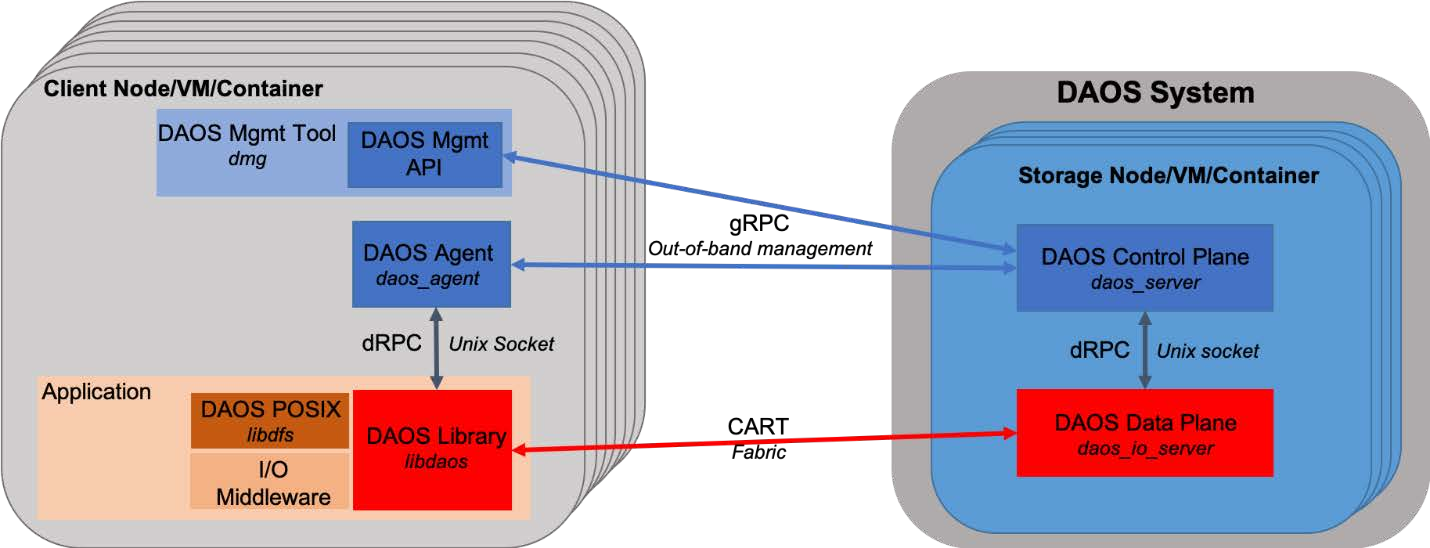 Client Node/VM/Container
DAOS Mgmt Tool
dmg
DAOS Mgmt
API
DAOS Agent
daos_agent
dRPC
Unix Socket
Application
DAOS POSIX
libdfs
I/O
Middleware
DAOS Library
libdaos
gRPC
Out-of-band management
CART
Fabric
DAOS System
Storage Node/VM/Container
DAOS Control Plane
daos_server
dRPC
Unix socket
DAOS Data Plane
daos_io_server